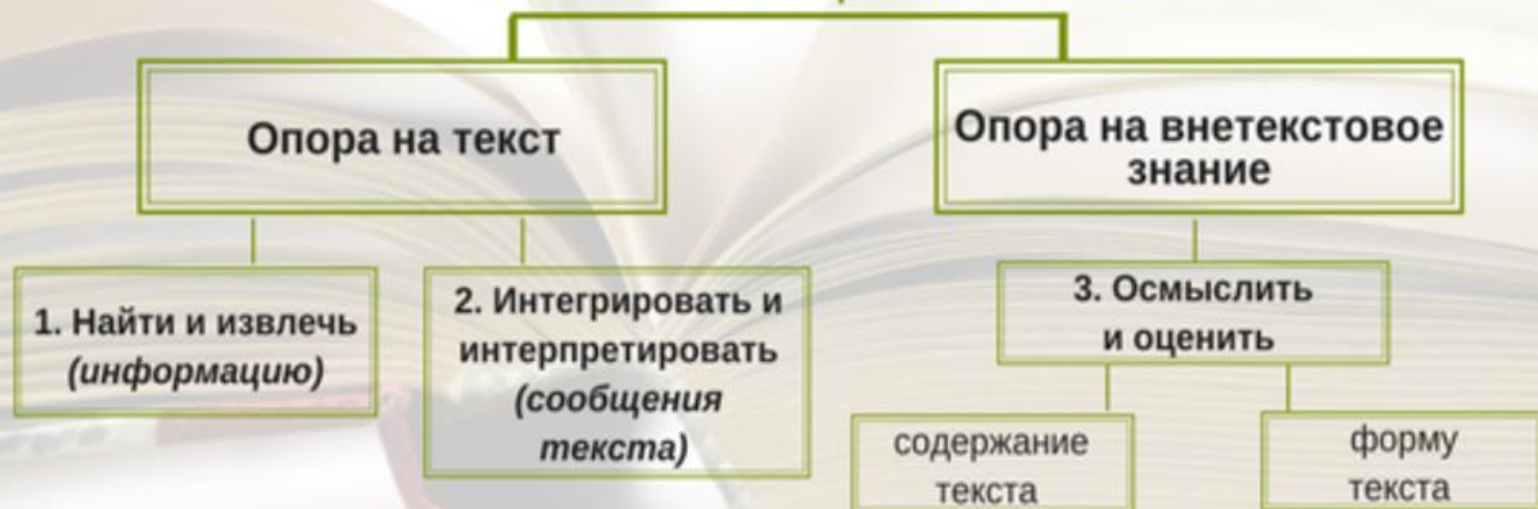 Опора на текст
Опора на внетекстовое
знание
1. Найти и извлечь
(информацию)
2. Интегрировать и
интерпретировать
(сообщения
текста)
3. Осмыслить
и оценить
содержание
текста
форму
текста